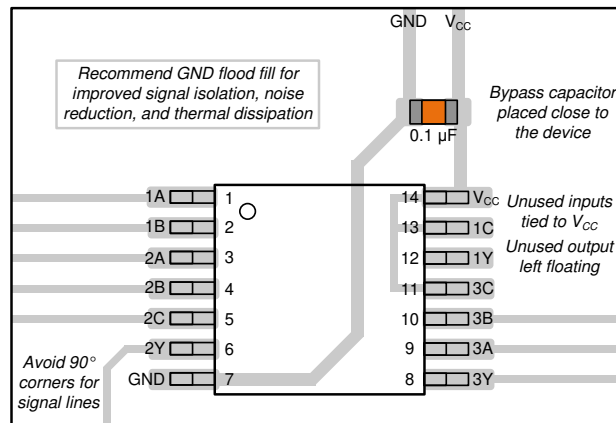 GND V_CC
Recommend GND flood fill for
improved signal isolation, noise
reduction, and thermal dissipation
Bypass capacitor
placed close to
the device
0.1 µF
1A 1 14 V_CC
1B 2 13 1C
2A 3 12 1Y
2B 4 11 3C
2C 5 10 3B
2Y 6 9 3A
GND 7 8 3Y
Unused inputs
tied to V_CC
Unused output
left floating
Avoid 90°
corners for
signal lines